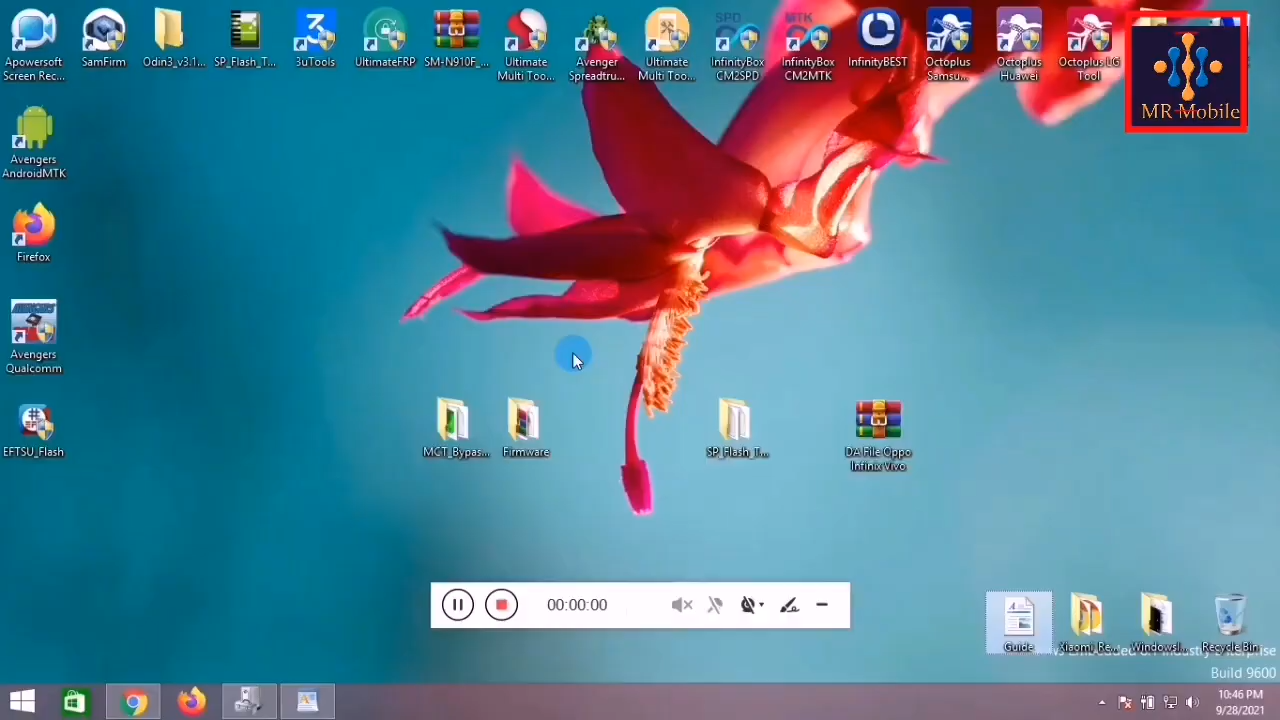 Apowersoft
Screen Rec...
SamFirm
Odin3_v3.1...
SP_Flash_T...
3uTools
UltimateFRP
SM-N910F_...
Ultimate
Multi Too...
Avenger
Spreadtru...
Ultimate
Multi Too...
SPD
InfinityBox
CM2SPD
MTK
InfinityBox
CM2MTK
InfinityBEST
Octoplus
Samsu...
Octoplus
Huawei
Octoplus LG
Tool
MR Mobile
Avengers
AndroidMTK
Firefox
Avengers
Qualcomm
EFTSU_Flash
MCT_Bypas...
Firmware
SP_Flash_T...
DA File Oppo
Infinix Vivo
00:00:00
Guide
Xiaomi_Re...
WindowsI...
Recycle Bin
Build 9600
10:46 PM
9/28/2021